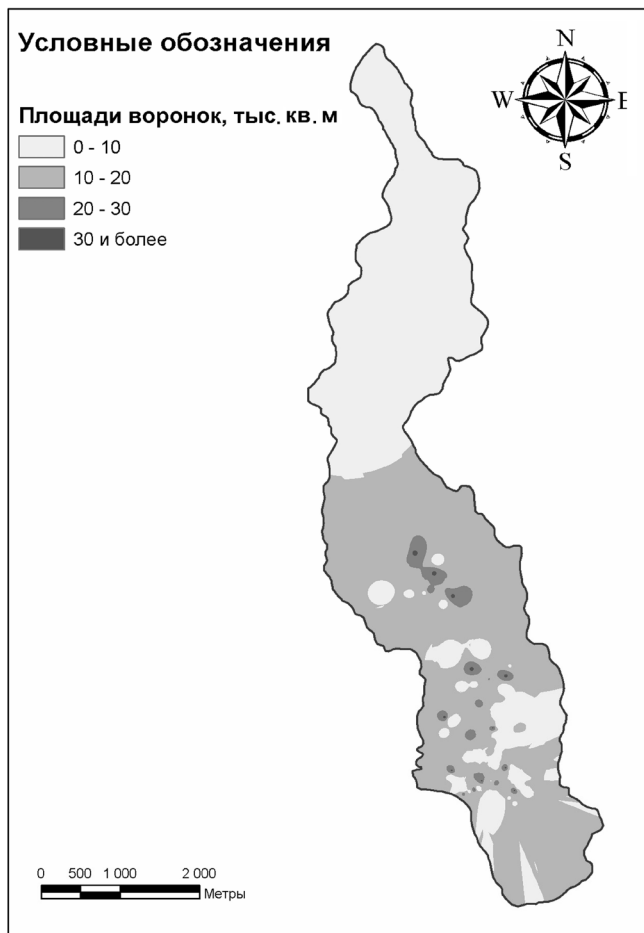 Условные обозначения
Площади воронок, тыс. кв. м
0 - 10
10 - 20
20 - 30
30 и более
N
W E
S
0 500 1 000 2 000
Метры